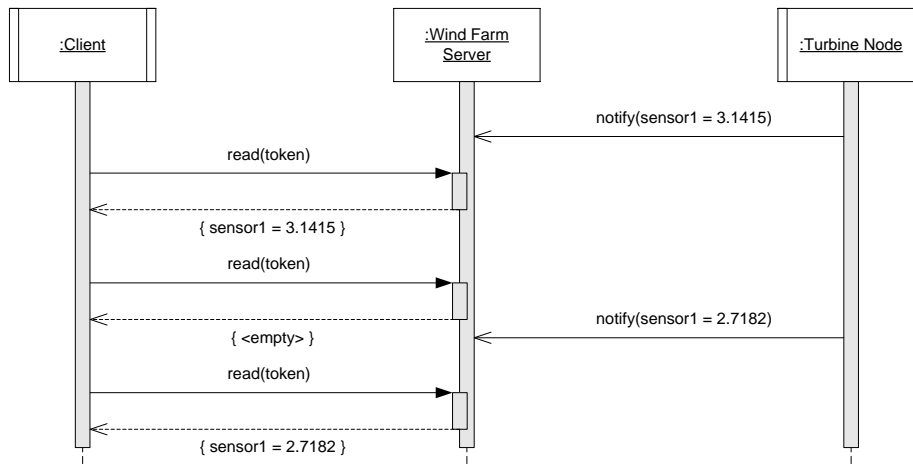 :Client
:Wind Farm
Server
:Turbine Node
notify(sensor1 = 3.1415)
read(token)
{ sensor1 = 3.1415 }
read(token)
notify(sensor1 = 2.7182)
{ <empty> }
read(token)
{ sensor1 = 2.7182 }